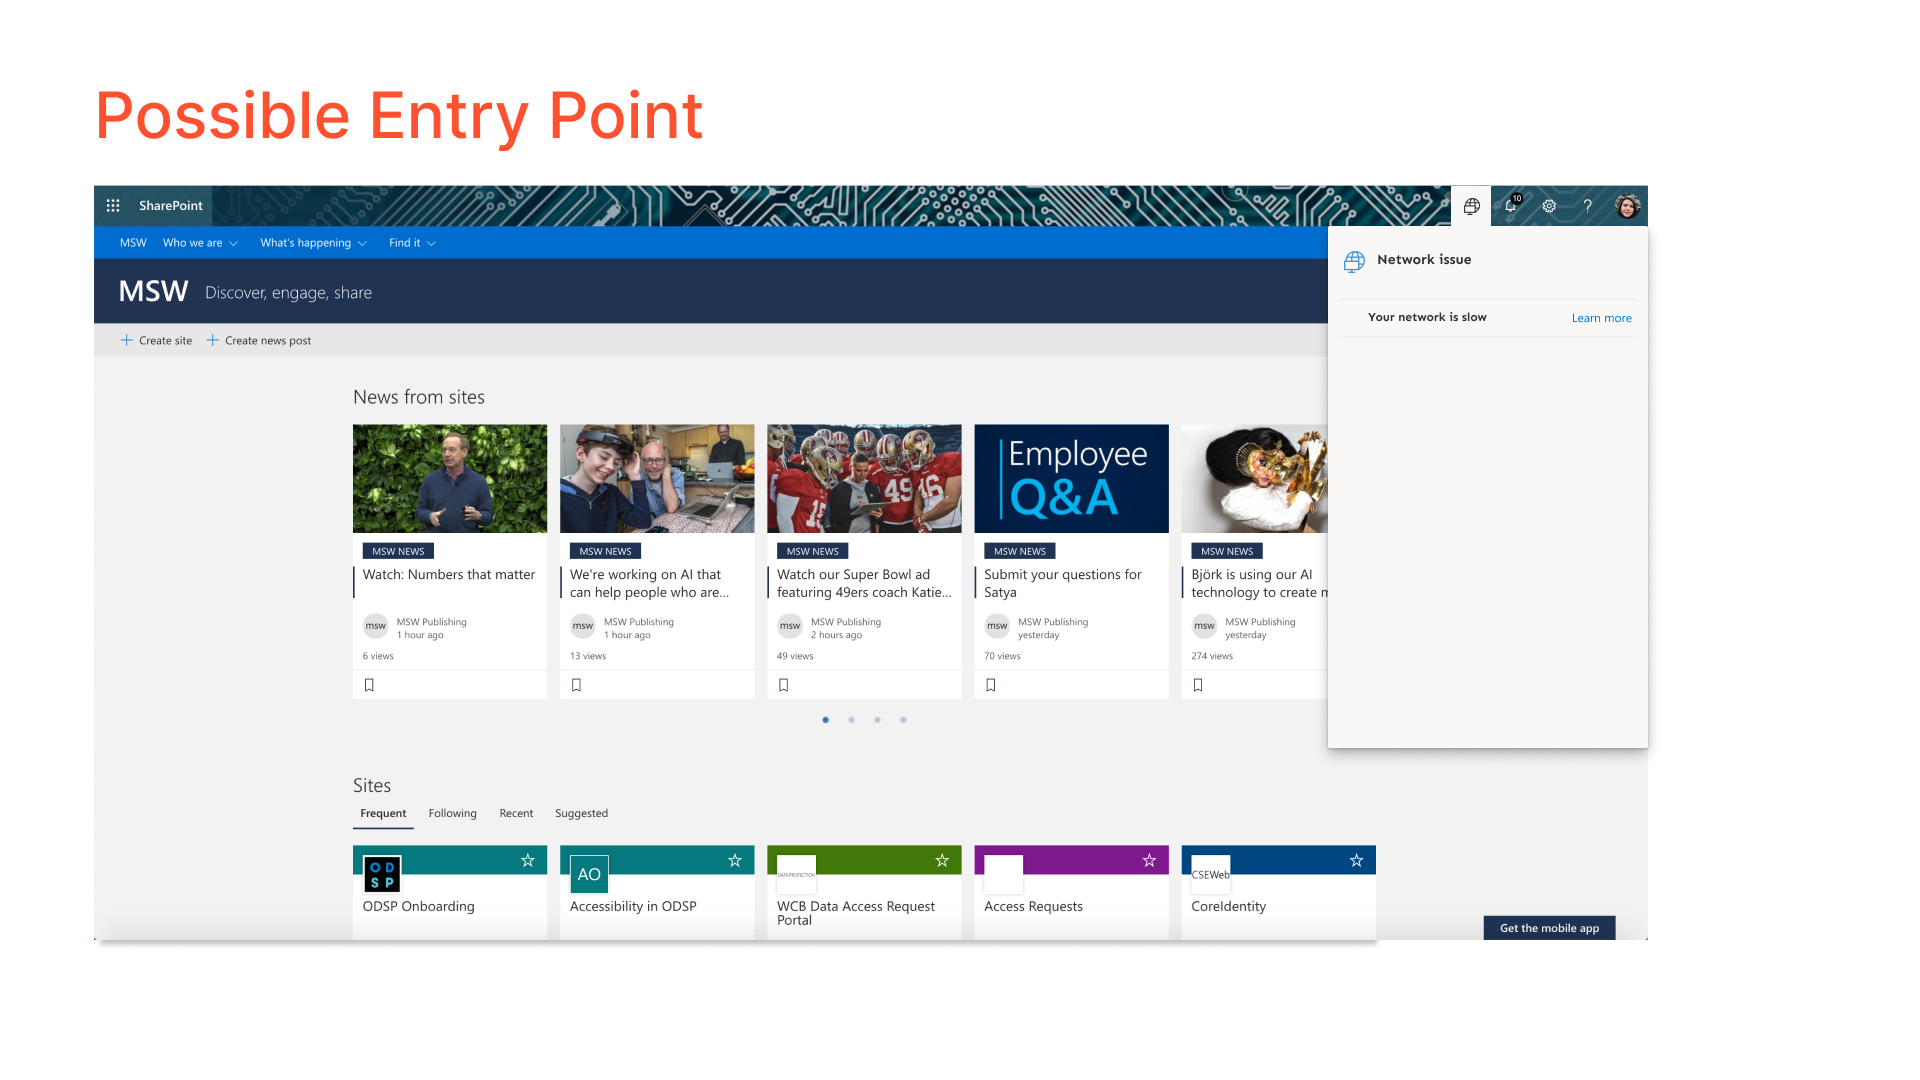 Possible Entry Point
SharePoint
10
?
MSW Who we are What's happening Find it
MSW Discover, engage, share
Create site Create news post
Network issue
Your network is slow Learn more
News from sites
49 16
15
Employee
Q&A
MSW NEWS
Watch: Numbers that matter
msw MSW Publishing
1 hour ago
6 views
MSW NEWS
We're working on AI that
can help people who are...
msw MSW Publishing
1 hour ago
13 views
MSW NEWS
Watch our Super Bowl ad
featuring 49ers coach Katie...
msw MSW Publishing
2 hours ago
49 views
MSW NEWS
Submit your questions for
Satya
msw MSW Publishing
yesterday
70 views
MSW NEWS
Björk is using our AI
technology to create m
msw MSW Publishing
yesterday
274 views
Sites
Frequent Following Recent Suggested
OD
SP
ODSP Onboarding
AO
Accessibility in ODSP
DATA PROTECTION
WCB Data Access Request
Portal
Access Requests
CSEWeb
CoreIdentity
Get the mobile app